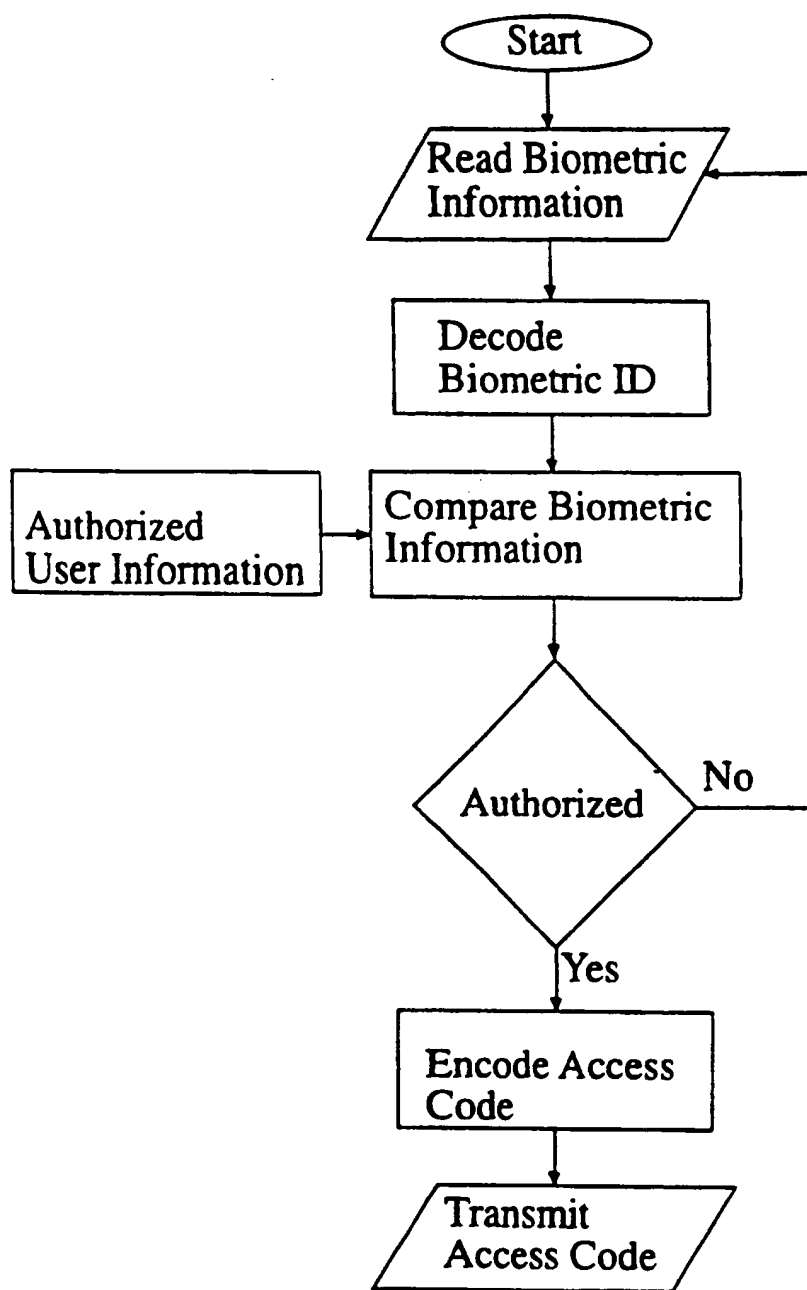 Start
Read Biometric
Information
Decode
Biometric ID
Authorized
User Information
Compare Biometric
Information
Authorized
No
Yes
Encode Access
Code
Transmit
Access Code